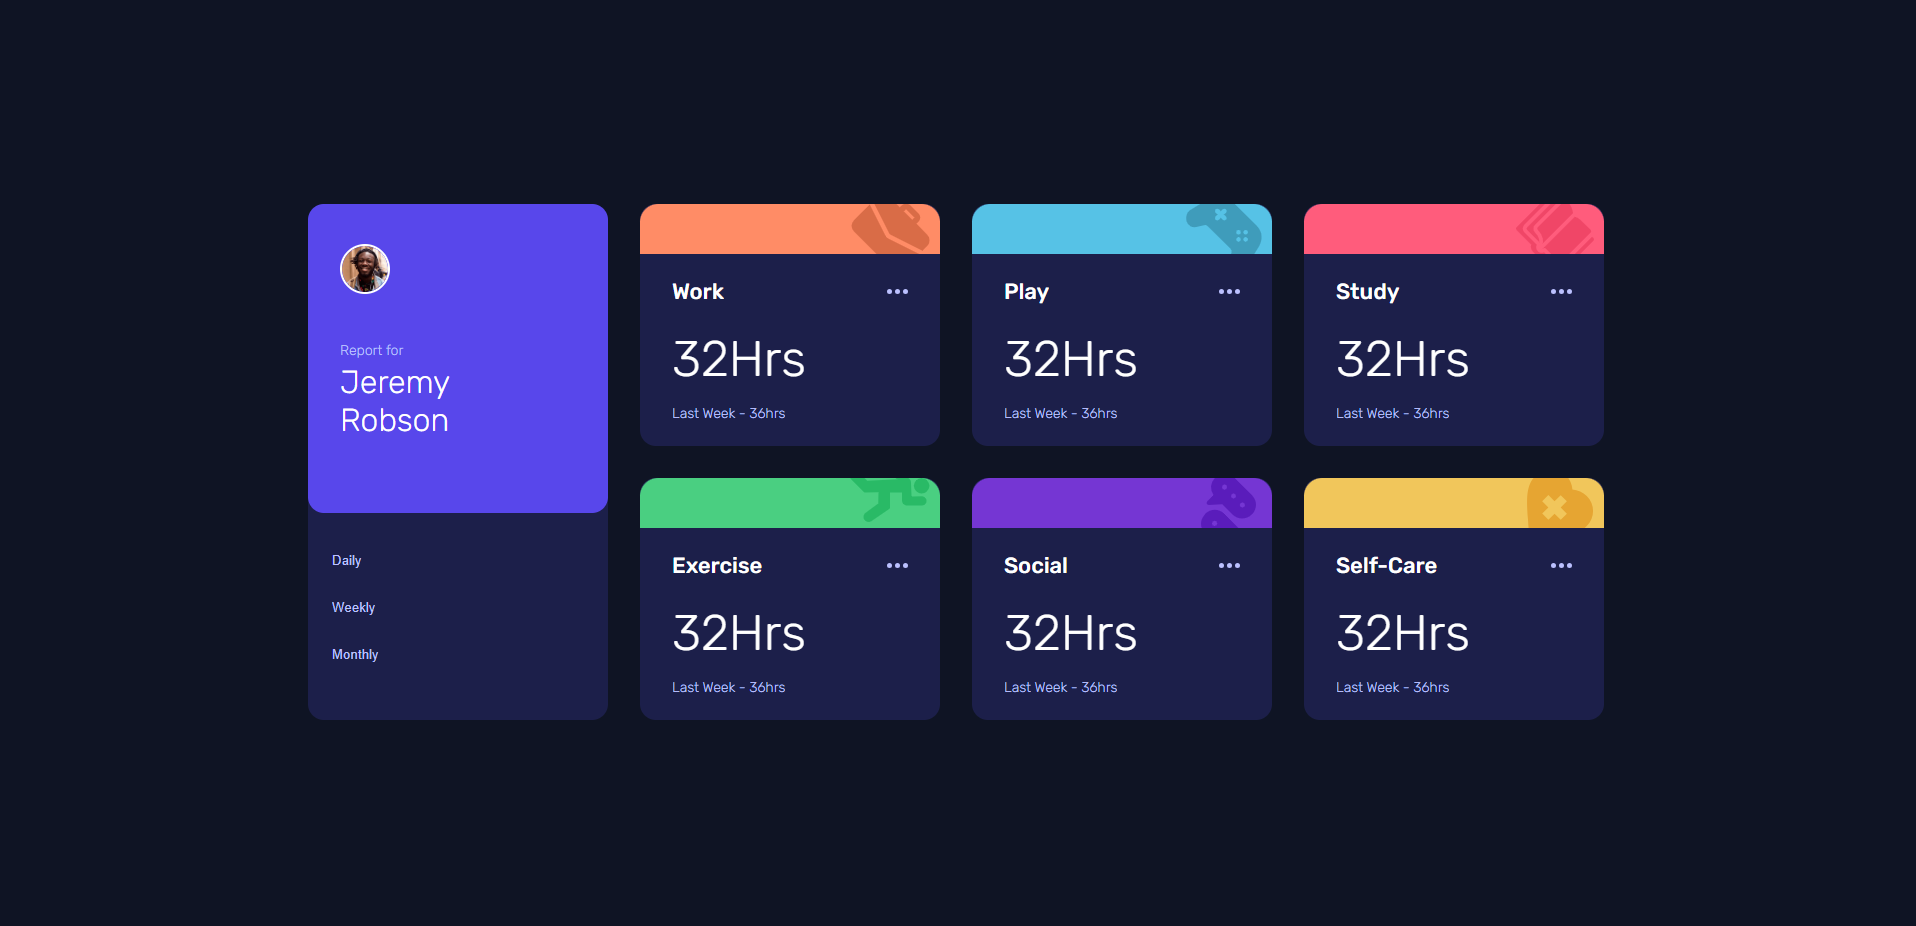 Report for
Jeremy
Robson
Daily
Weekly
Monthly
Work
32Hrs
Last Week - 36hrs
Play
32Hrs
Last Week - 36hrs
Study
32Hrs
Last Week - 36hrs
Exercise
32Hrs
Last Week - 36hrs
Social
32Hrs
Last Week - 36hrs
Self-Care
32Hrs
Last Week - 36hrs